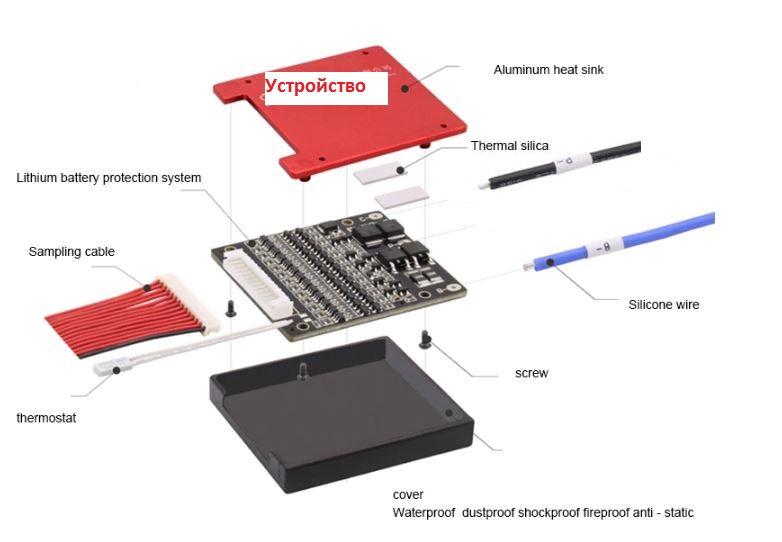 Устройство
Aluminum heat sink
Thermal silica
Lithium battery protection system
Sampling cable
Silicone wire
screw
thermostat
cover
Waterproof dustproof shockproof fireproof anti - static